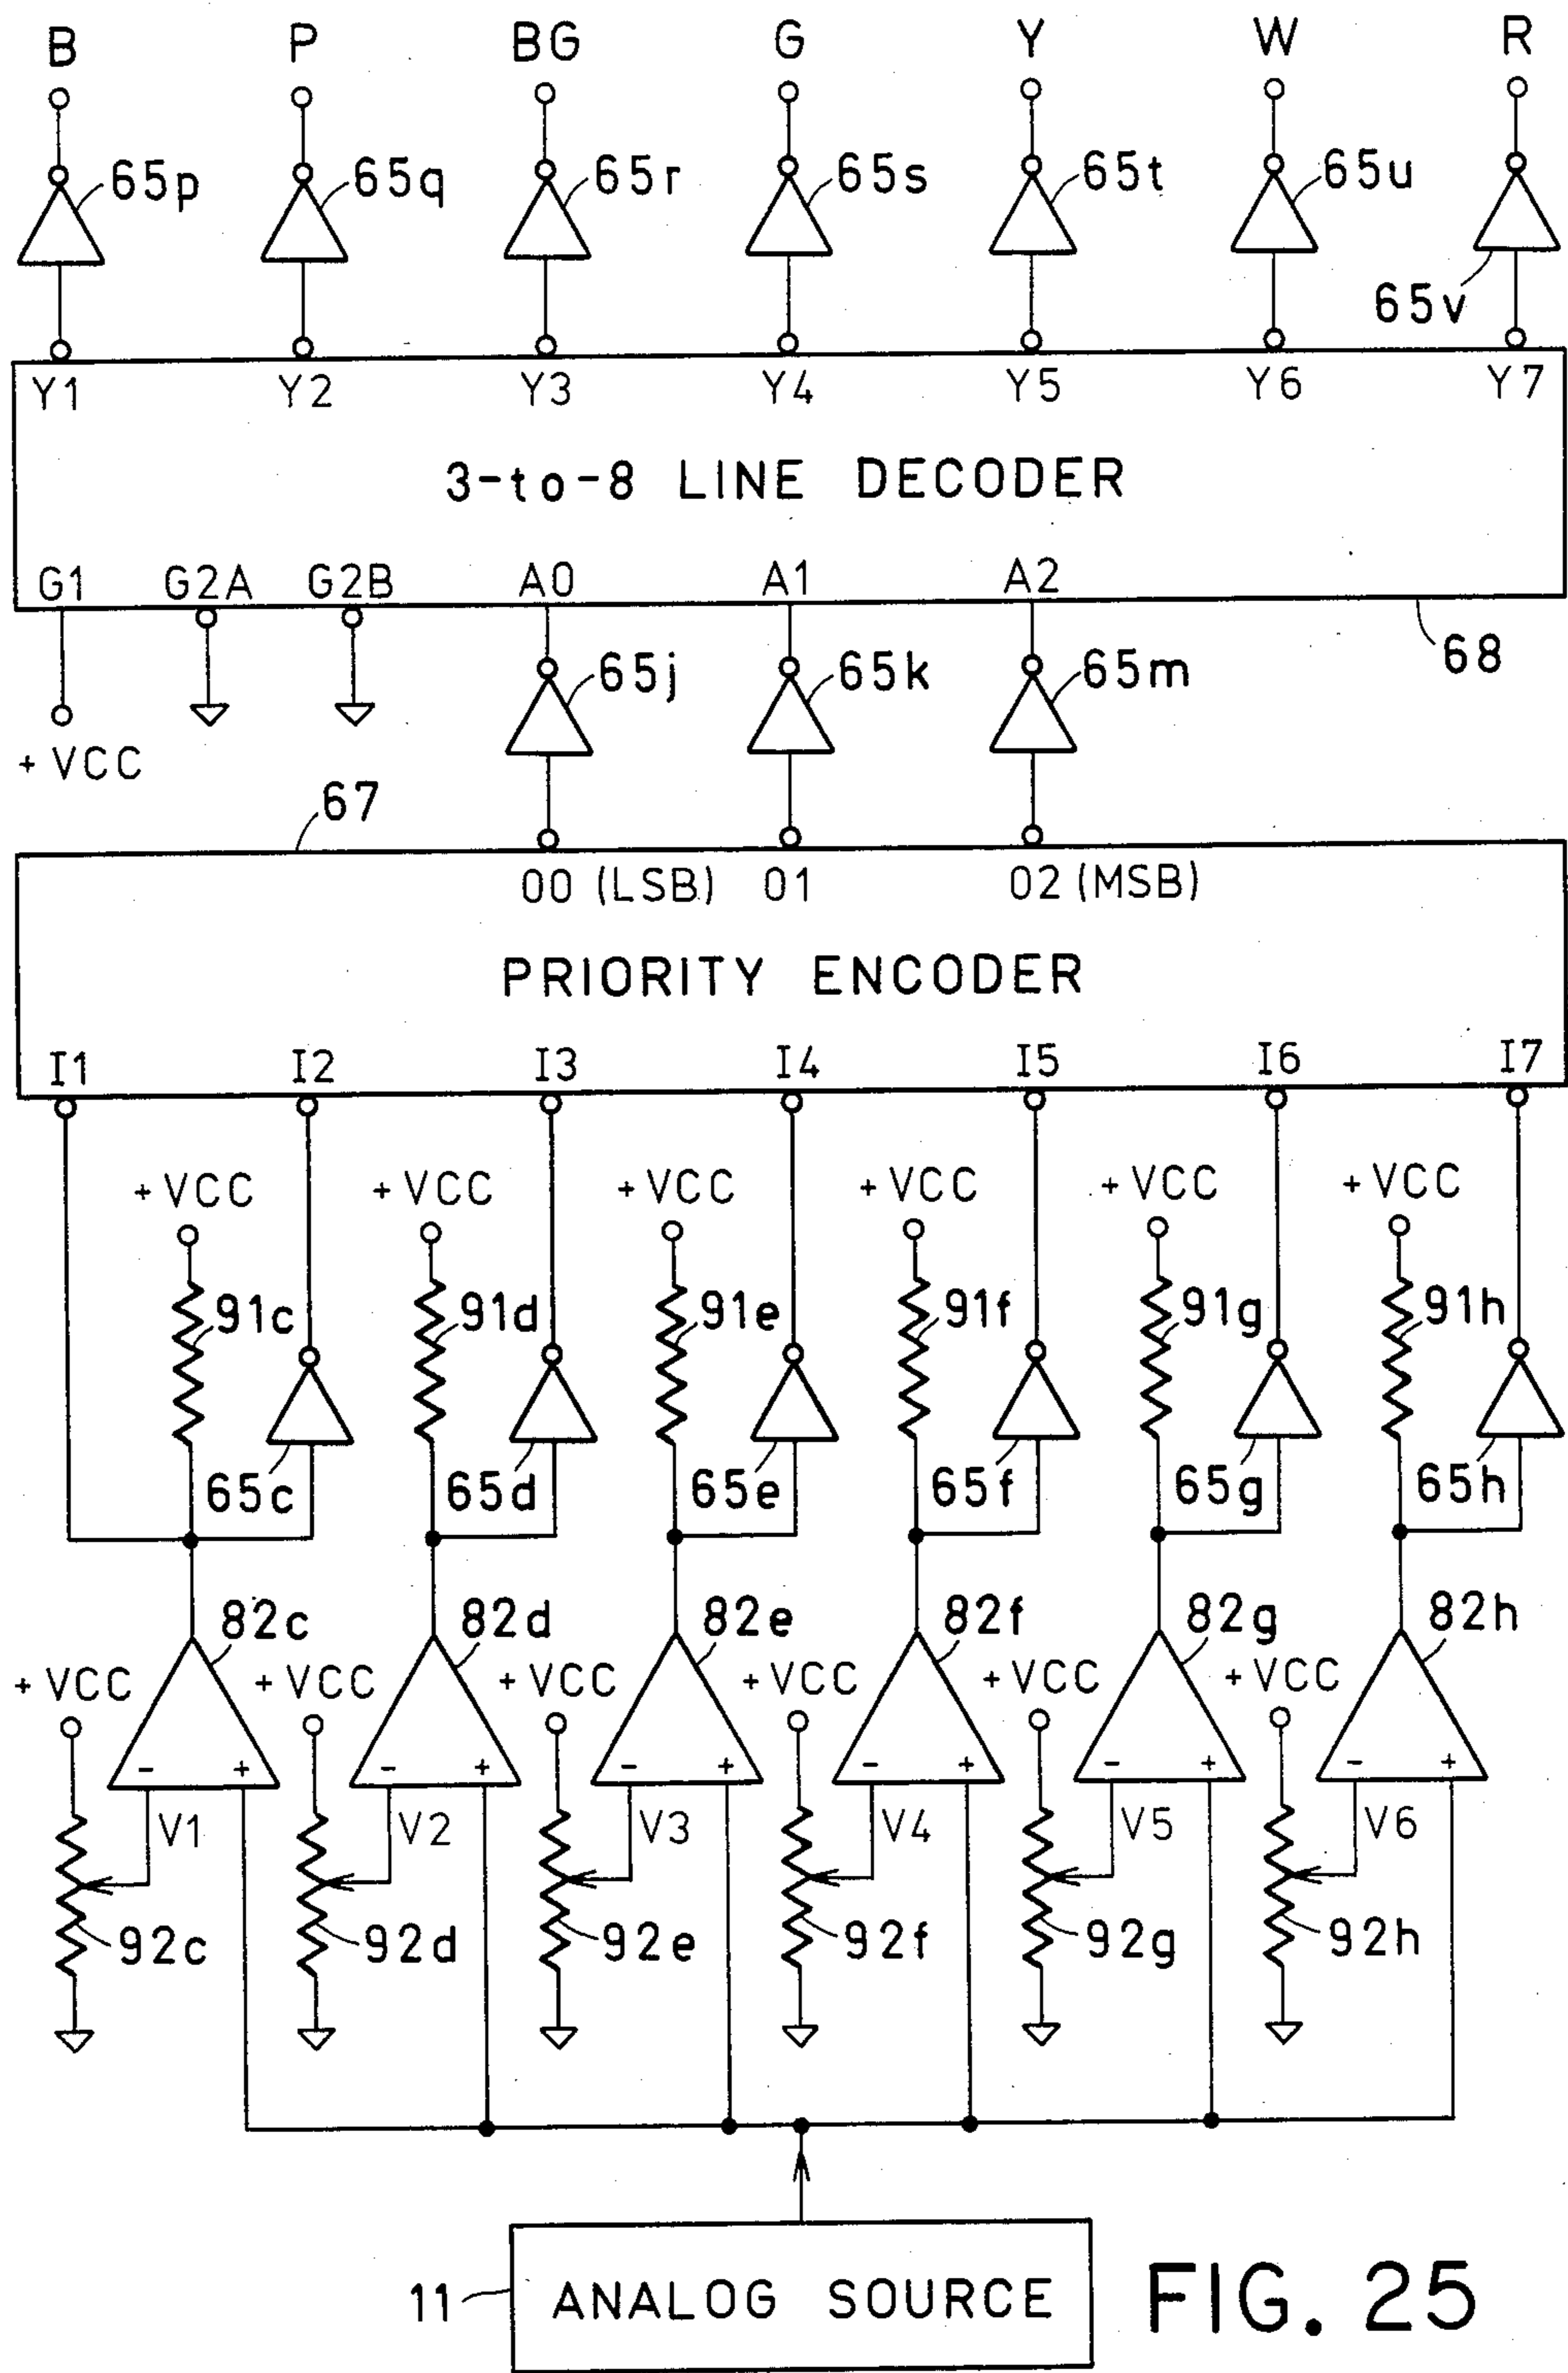 B P BG G Y W R
65p 65q 65r 65s 65t 65u
65v
Y1 Y2 Y3 Y4 Y5 Y6 Y7
3-to-8 LINE DECODER
G1 G2A G2B A0 A1 A2
65j 65k 65m 68
+ VCC
67
00 (LSB) 01 02 (MSB)
PRIORITY ENCODER
I1 I2 I3 I4 I5 I6 I7
+ VCC + VCC + VCC + VCC + VCC + VCC
91c 91d 91e 91f 91g 91h
65c 65d 65e 65f 65g 65h
82c 82d 82e 82f 82g 82h
+ VCC + VCC + VCC + VCC + VCC + VCC
- + - + - + - + - + - +
V1 V2 V3 V4 V5 V6
92c 92d 92e 92f 92g 92h
11 ANALOG SOURCE FIG. 25